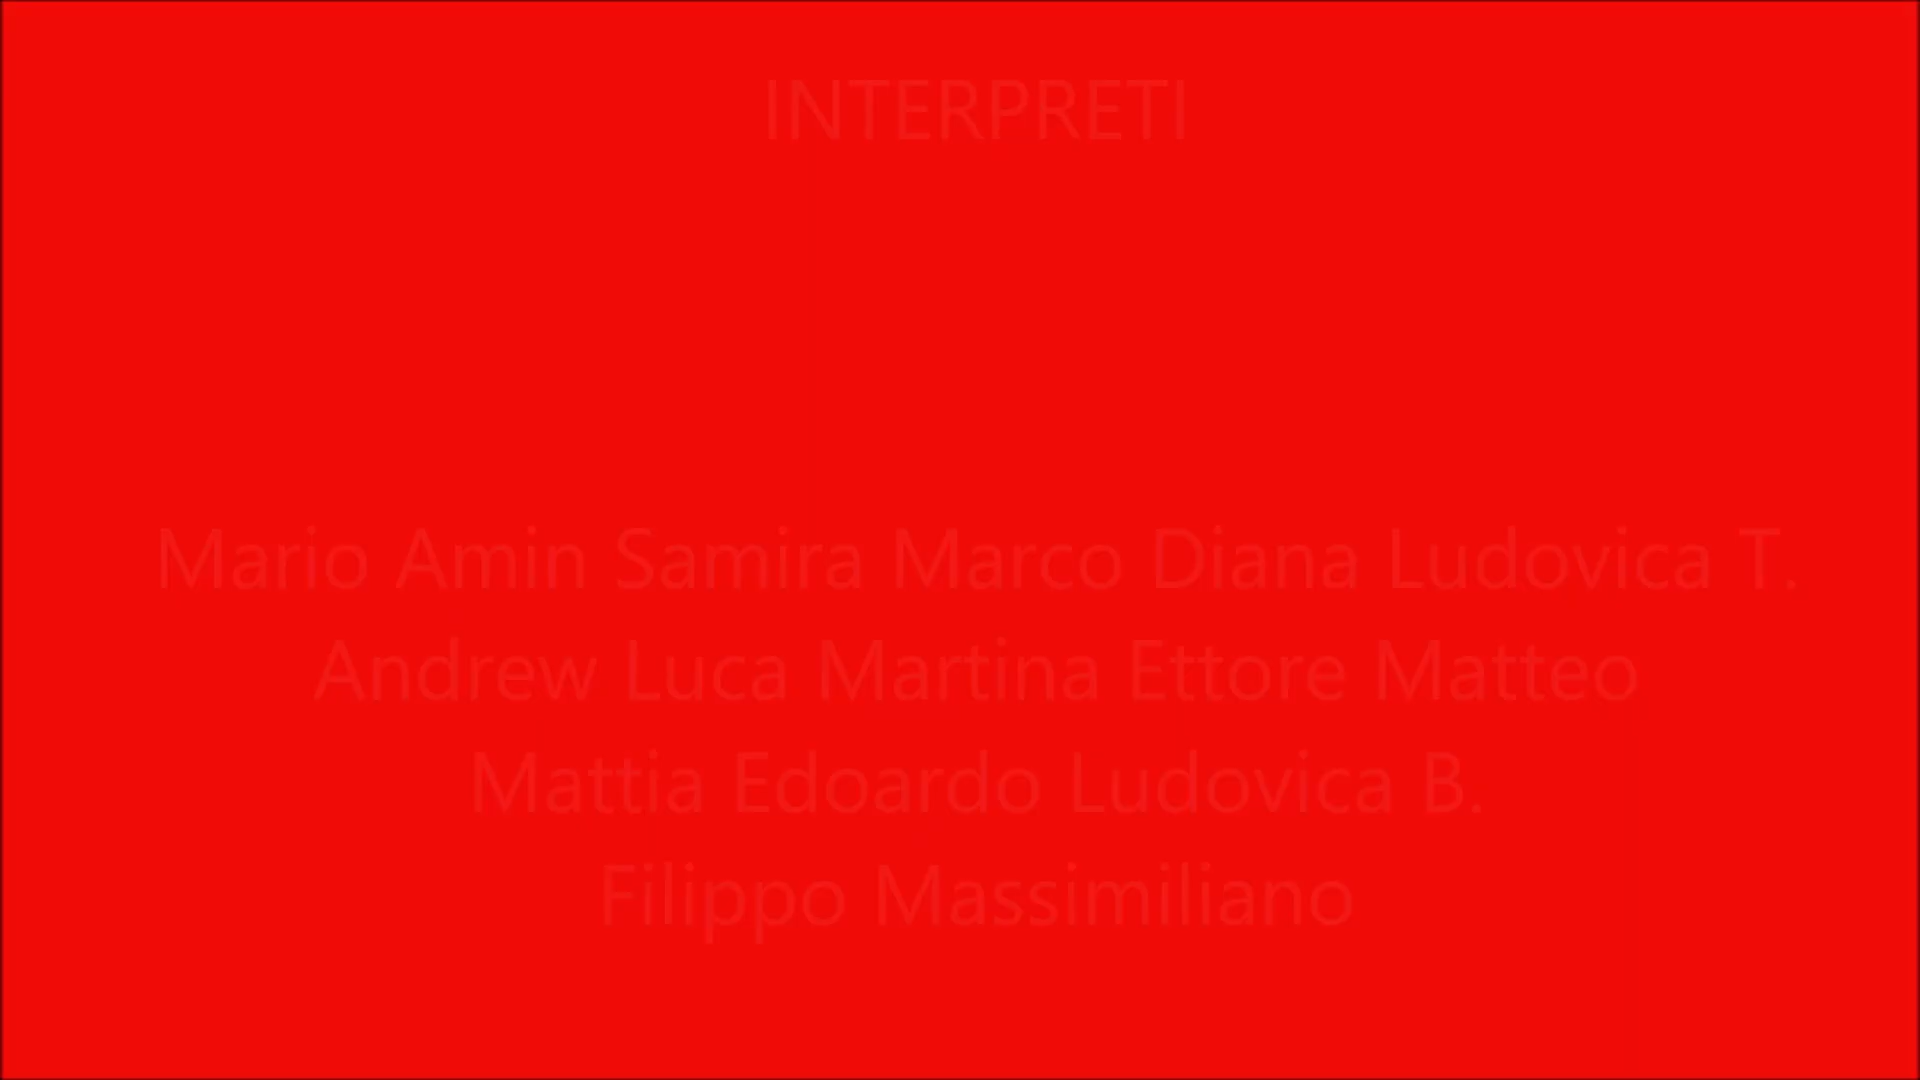 INTERPRETI
Mario Amin Samira Marco Diana Ludovica T.
Andrew Luca Martina Ettore Matteo
Mattia Edoardo Ludovica B.
Filippo Massimiliano